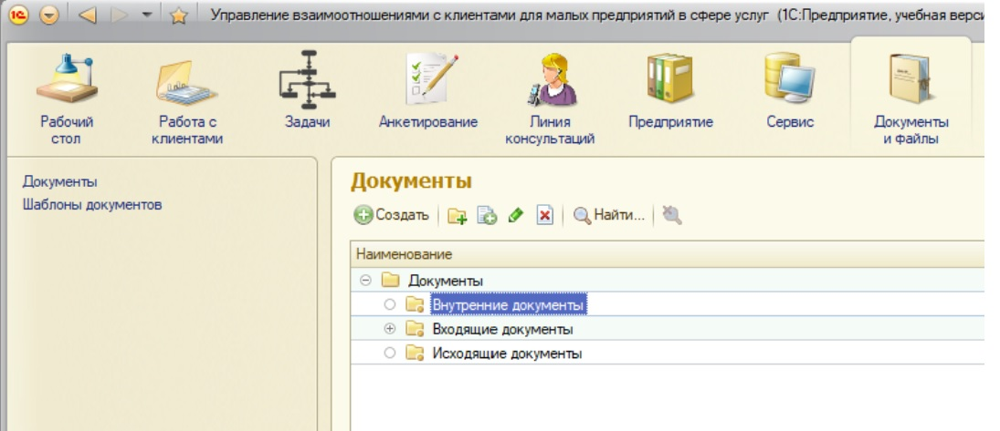 1С Управление взаимоотношениями с клиентами для малых предприятий в сфере услуг (1С:Предприятие, учебная верси
Рабочий стол
Работа с клиентами
Задачи
Анкетирование
Линия консультаций
Предприятие
Сервис
Документы и файлы
Документы
Шаблоны документов
Документы
Создать Найти...
Наименование
Документы
Внутренние документы
Входящие документы
Исходящие документы